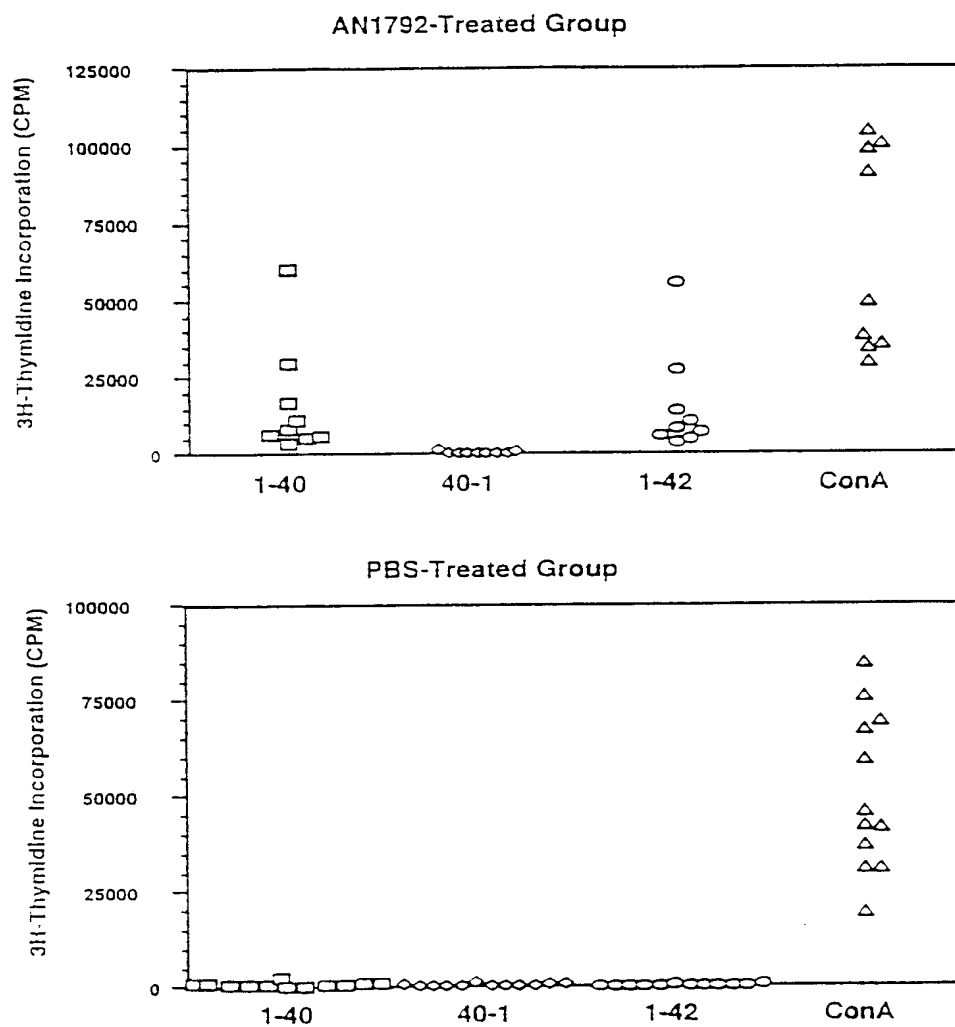 AN1792-Treated Group
3H-Thymidine Incorporation (CPM)
125000
100000
75000
50000
25000
0
1-40
40-1
1-42
ConA
PBS-Treated Group
3H-Thymidine Incorporation (CPM)
100000
75000
50000
25000
0
1-40
40-1
1-42
ConA